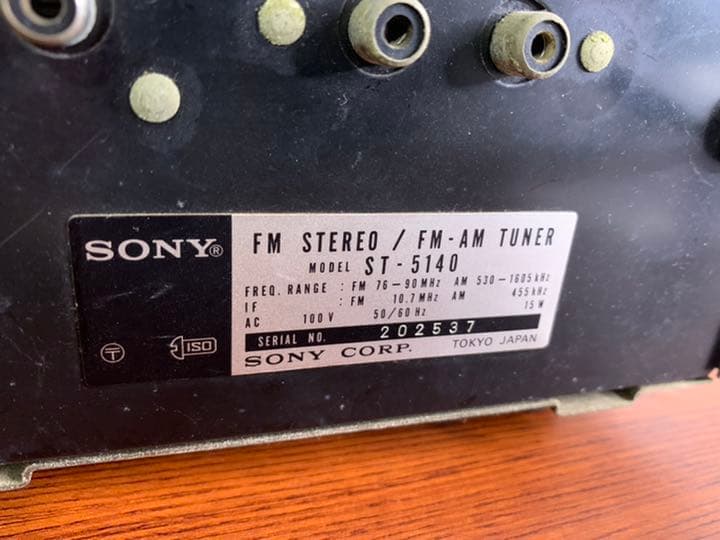 SONY®
FM STEREO / FM-AM TUNER
MODEL ST-5140
FREQ. RANGE : FM 76-90MHz AM 530-1605kHz
IF : FM 10.7MHz AM 455kHz
AC 100V 50/60Hz 15W
SERIAL NO. 202537
SONY CORP. TOKYO JAPAN
〒 ISO